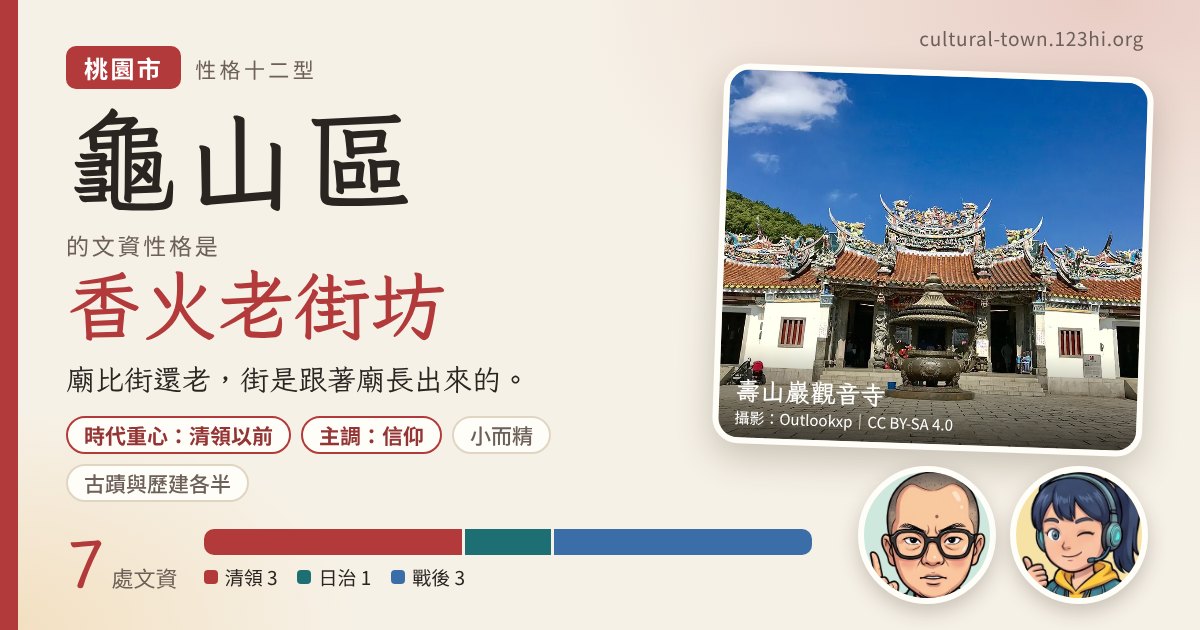 cultural-town.123hi.org
桃園市 性格十二型
龜山區
的文資性格是
香火老街坊
廟比街還老，街是跟著廟長出來的。
時代重心：清領以前 主調：信仰 小而精
古蹟與歷建各半
壽山巖觀音寺
攝影：Outlookxp｜CC BY-SA 4.0
7 處文資
清領 3 日治 1 戰後 3